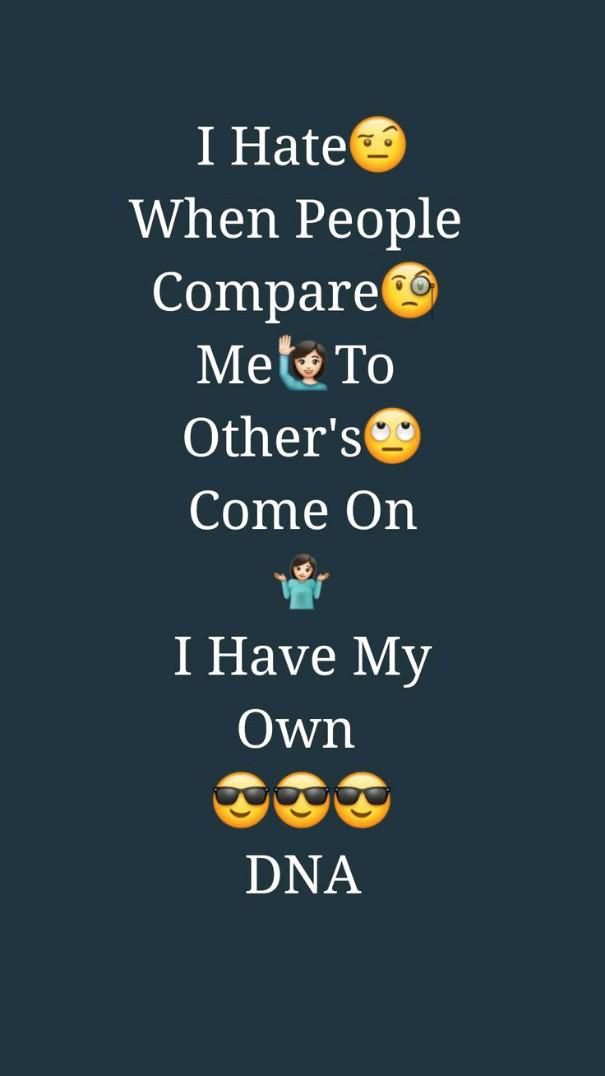 I Hate🤨
When People
Compare🧐
Me🙋🏻‍♀️To
Other's🙄
Come On
🤷🏻‍♀️
I Have My
Own
😎😎😎
DNA